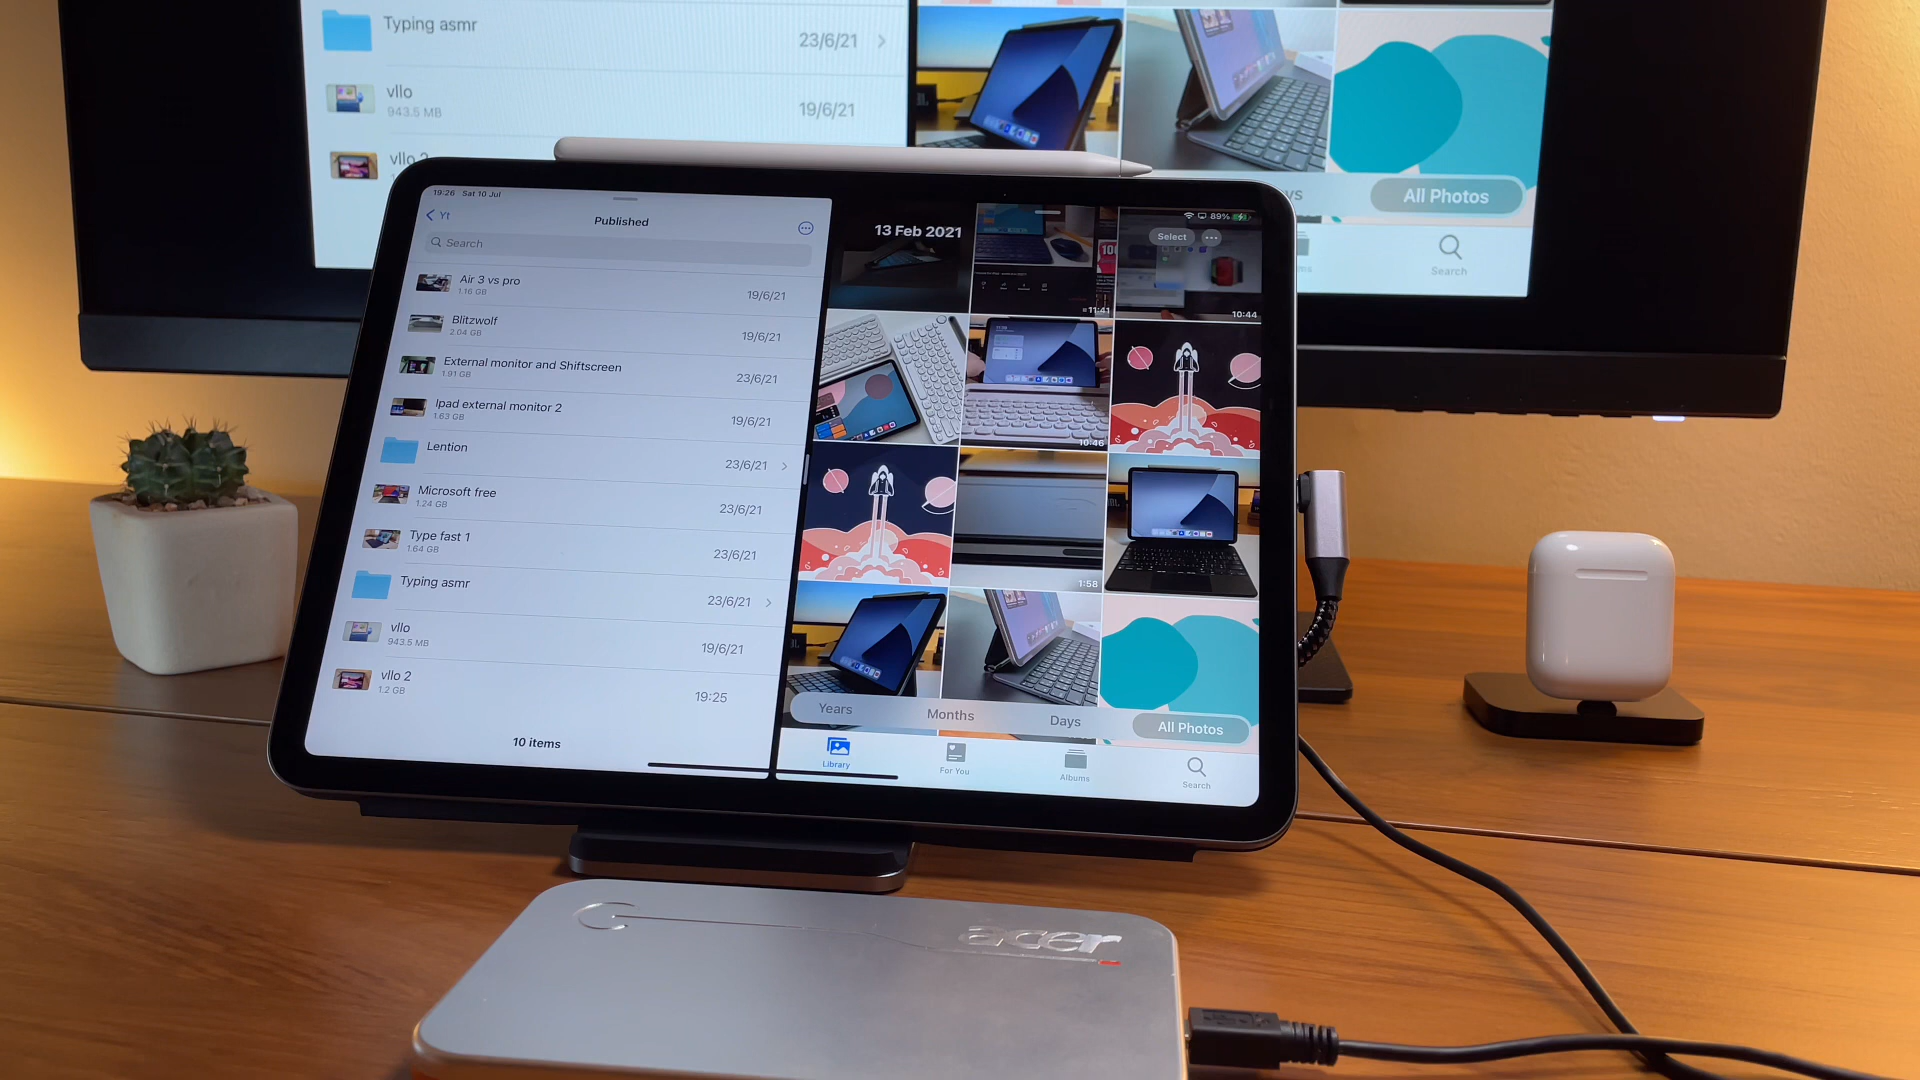 Typing asmr
23/6/21
vllo
943.5 MB
19/6/21
vllo 2
All Photos
Search
19:26 Sat 10 Jul
89%
Yt
Published
Search
Air 3 vs pro
1.16 GB
19/6/21
Blitzwolf
2.04 GB
19/6/21
External monitor and Shiftscreen
1.91 GB
23/6/21
Ipad external monitor 2
1.63 GB
19/6/21
Lention
23/6/21
Microsoft free
1.24 GB
23/6/21
Type fast 1
1.64 GB
23/6/21
Typing asmr
23/6/21
vllo
943.5 MB
19/6/21
vllo 2
1.2 GB
19:25
10 items
13 Feb 2021
Select
11:41
10:44
10:46
1:58
Years
Months
Days
All Photos
Library
For You
Albums
Search
acer